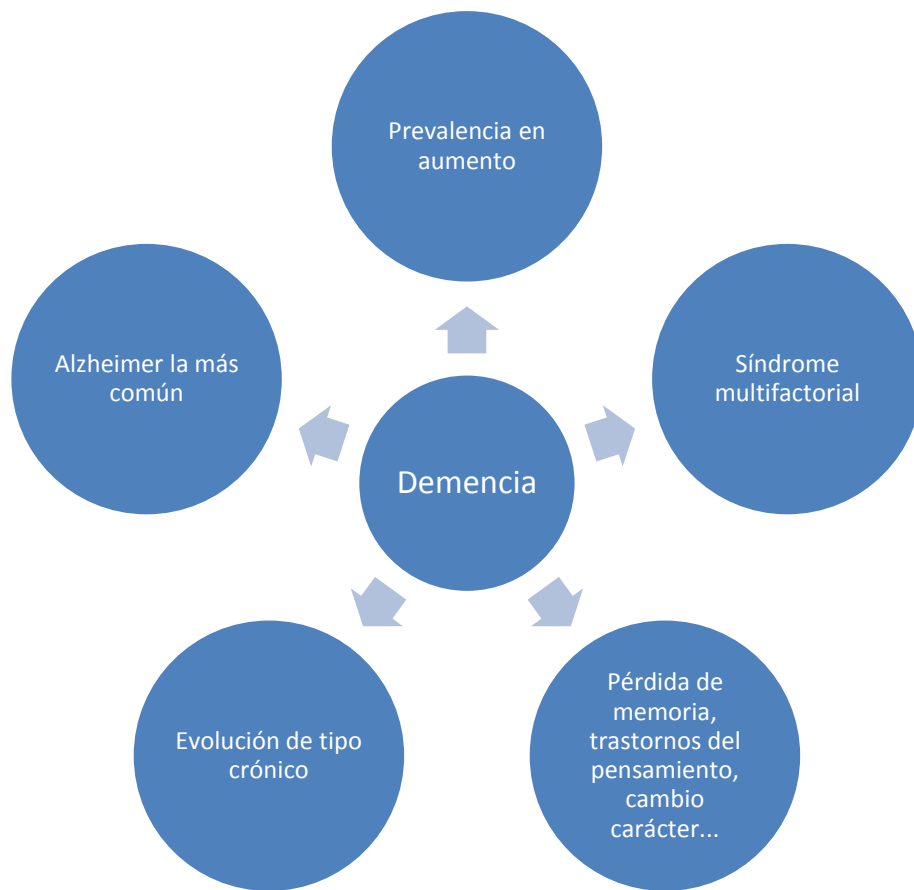 Prevalencia en
aumento
Alzheimer la más
común
Síndrome
multifactorial
Demencia
Evolución de tipo
crónico
Pérdida de
memoria,
trastornos del
pensamiento,
cambio
carácter...